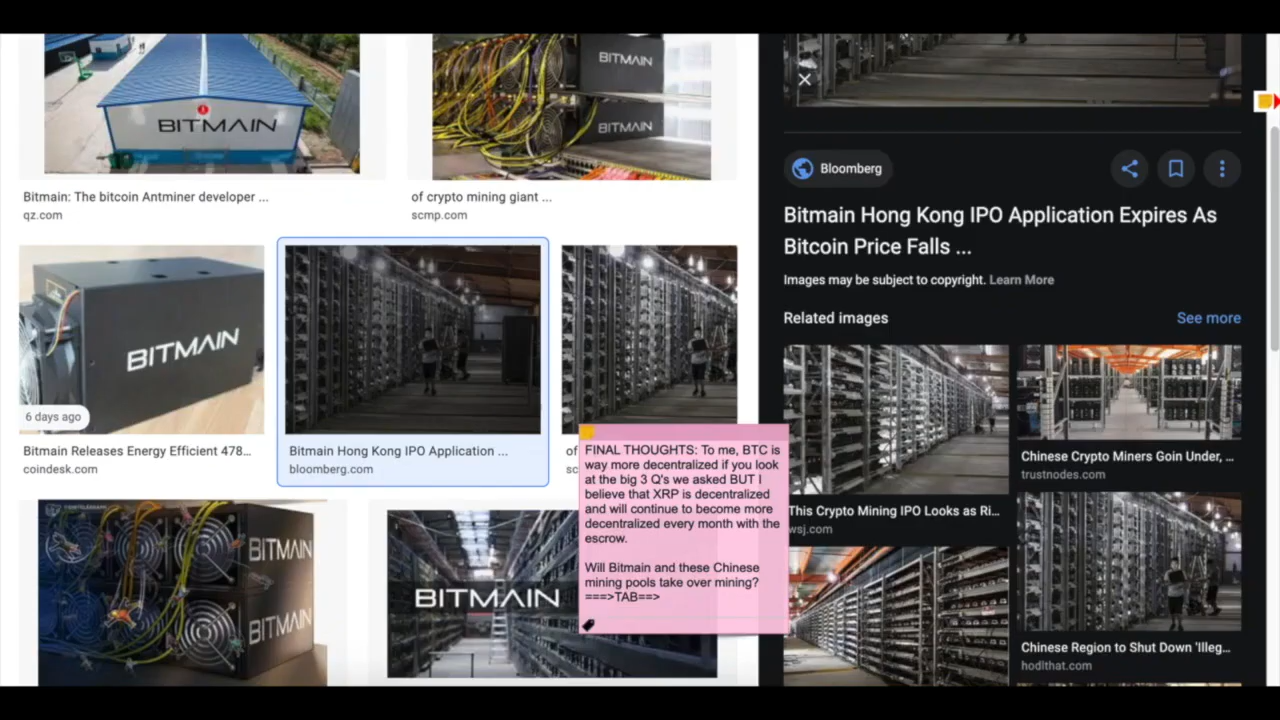 BITMAIN
BITMAIN
BITMAIN
Bitmain: The bitcoin Antminer developer ...
qz.com
of crypto mining giant ...
scmp.com
BITMAIN
6 days ago
Bitmain Releases Energy Efficient 478...
coindesk.com
Bitmain Hong Kong IPO Application ...
bloomberg.com
of
sc
BITMAIN
BITMAIN
BITMAIN
FINAL THOUGHTS: To me, BTC is
way more decentralized if you look
at the big 3 Q's we asked BUT I
believe that XRP is decentralized
and will continue to become more
decentralized every month with the
escrow.
Will Bitmain and these Chinese
mining pools take over mining?
===>TAB==>
Bloomberg
Bitmain Hong Kong IPO Application Expires As
Bitcoin Price Falls ...
Images may be subject to copyright. Learn More
Related images
See more
This Crypto Mining IPO Looks as Ri...
wsj.com
Chinese Crypto Miners Goin Under, ...
trustnodes.com
Chinese Region to Shut Down 'Illeg...
hodlthat.com